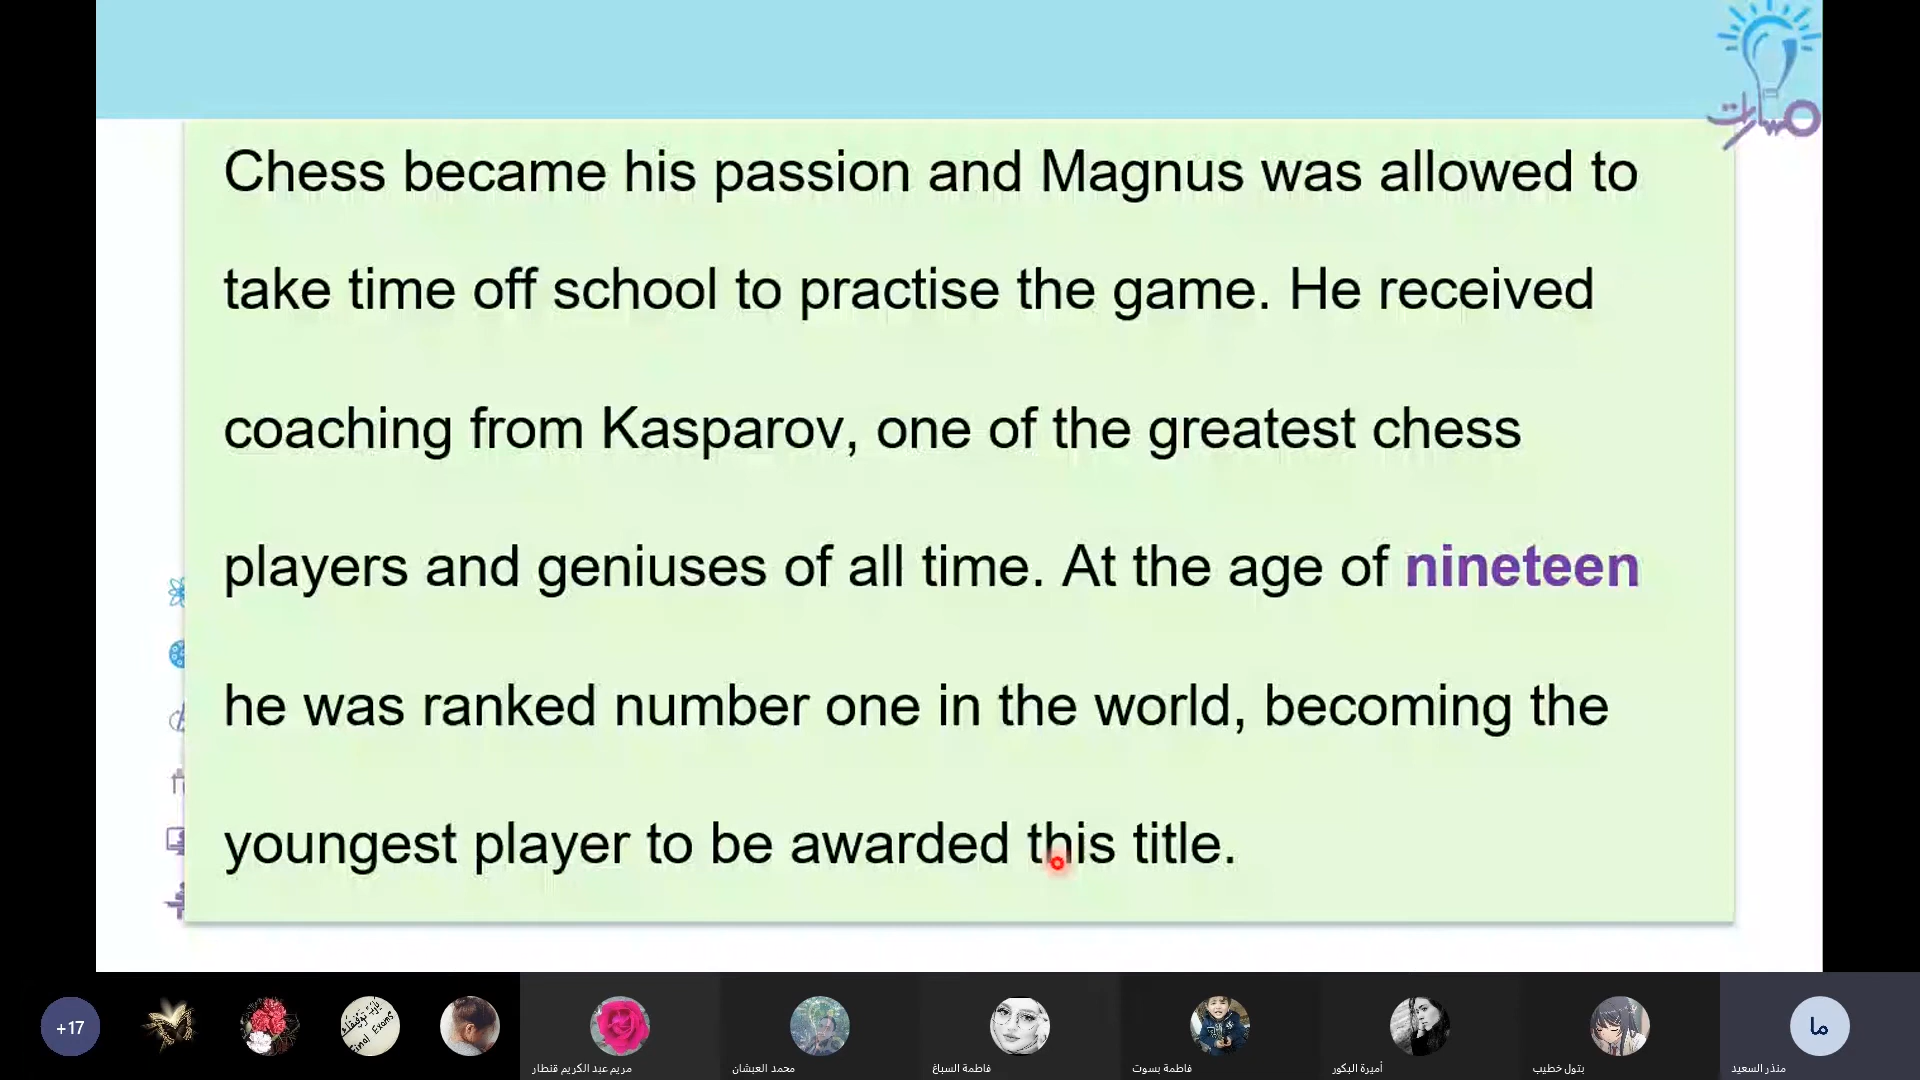 مسارات
Chess became his passion and Magnus was allowed to
take time off school to practise the game. He received
coaching from Kasparov, one of the greatest chess
players and geniuses of all time. At the age of nineteen
he was ranked number one in the world, becoming the
youngest player to be awarded this title.
+17
Final Exams
مريم عبد الكريم قنطار
محمد العبشان
فاطمة السباغ
فاطمة بسوت
أميرة البكور
بتول خطيب
ما
منذر السعيد